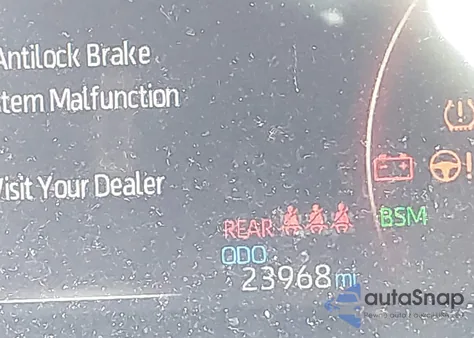 Antilock Brake
tem Malfunction
Visit Your Dealer
REAR
BSM
ODO
23968 mi
autoSnap